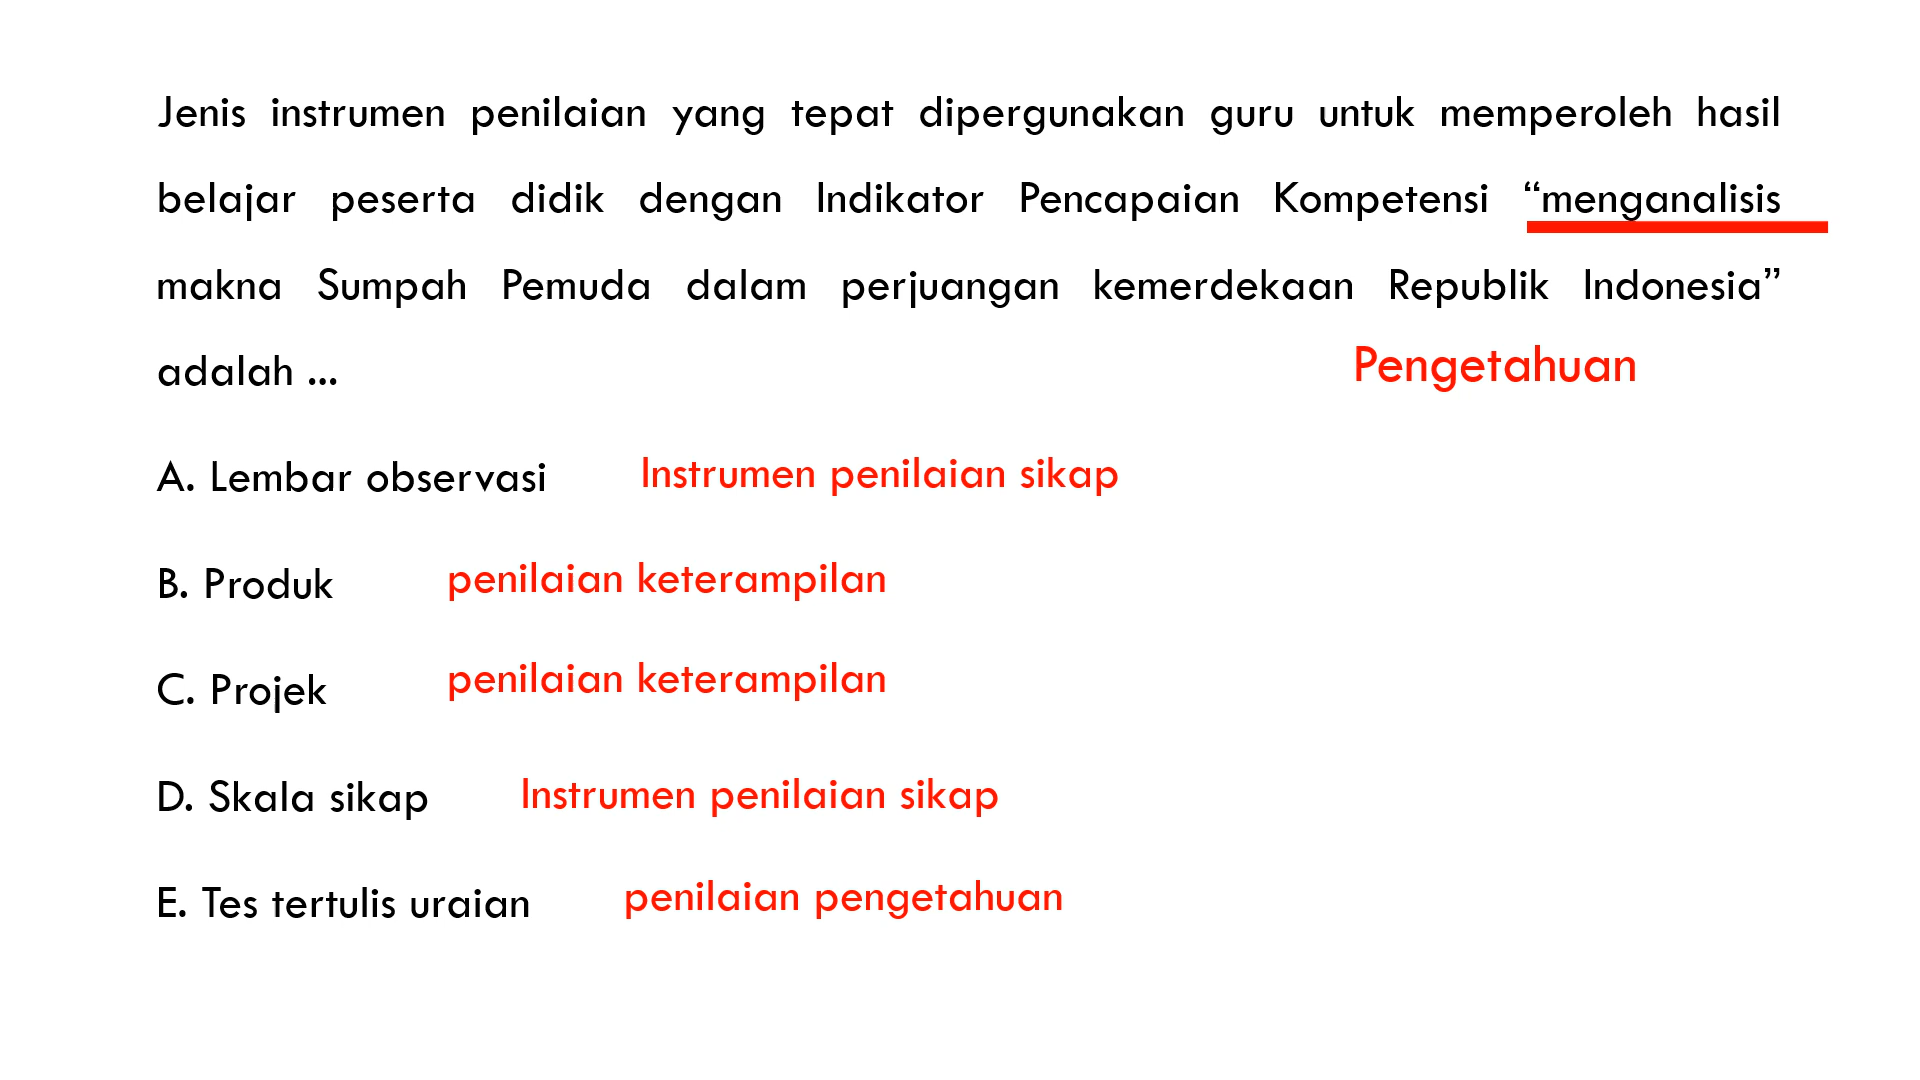 Jenis instrumen penilaian yang tepat dipergunakan guru untuk memperoleh hasil
belajar peserta didik dengan Indikator Pencapaian Kompetensi “menganalisis
makna Sumpah Pemuda dalam perjuangan kemerdekaan Republik Indonesia”
adalah ...
Pengetahuan
A. Lembar observasi
Instrumen penilaian sikap
B. Produk
penilaian keterampilan
C. Projek
penilaian keterampilan
D. Skala sikap
Instrumen penilaian sikap
E. Tes tertulis uraian
penilaian pengetahuan